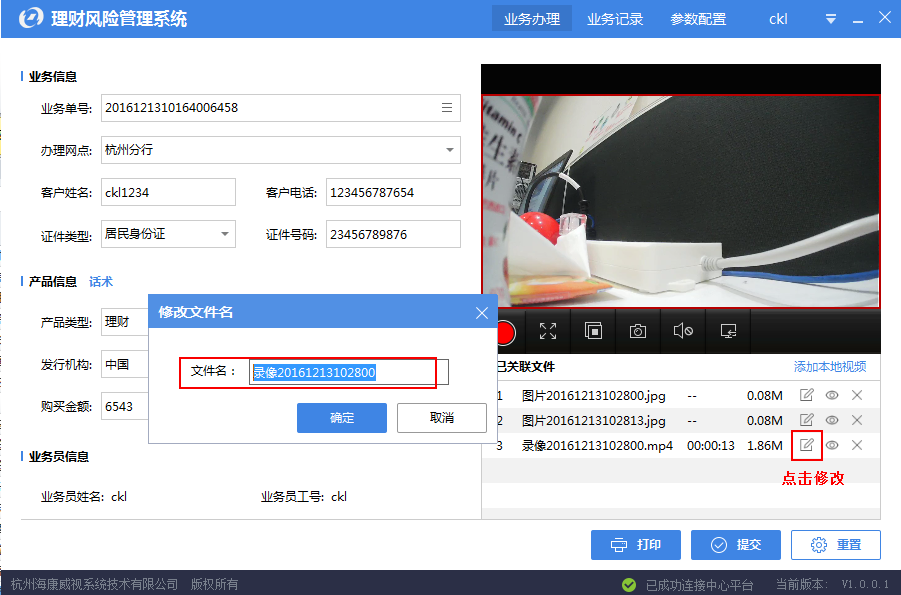 理财风险管理系统
业务办理 业务记录 参数配置 ckl
业务信息
业务单号: 2016121310164006458
办理网点: 杭州分行
客户姓名: ckl1234 客户电话: 123456787654
证件类型: 居民身份证 证件号码: 23456789876
产品信息 话术
产品类型: 理财
发行机构: 中国
购买金额: 6543
修改文件名
文件名： 录像20161213102800
确定 取消
业务员信息
业务员姓名: ckl 业务员工号: ckl
itamin
生素
片
已关联文件 添加本地视频
1 图片20161213102800.jpg -- 0.08M
2 图片20161213102813.jpg -- 0.08M
3 录像20161213102800.mp4 00:00:13 1.86M
点击修改
打印 提交 重置
杭州海康威视系统技术有限公司 版权所有 已成功连接中心平台 当前版本: V1.0.0.1